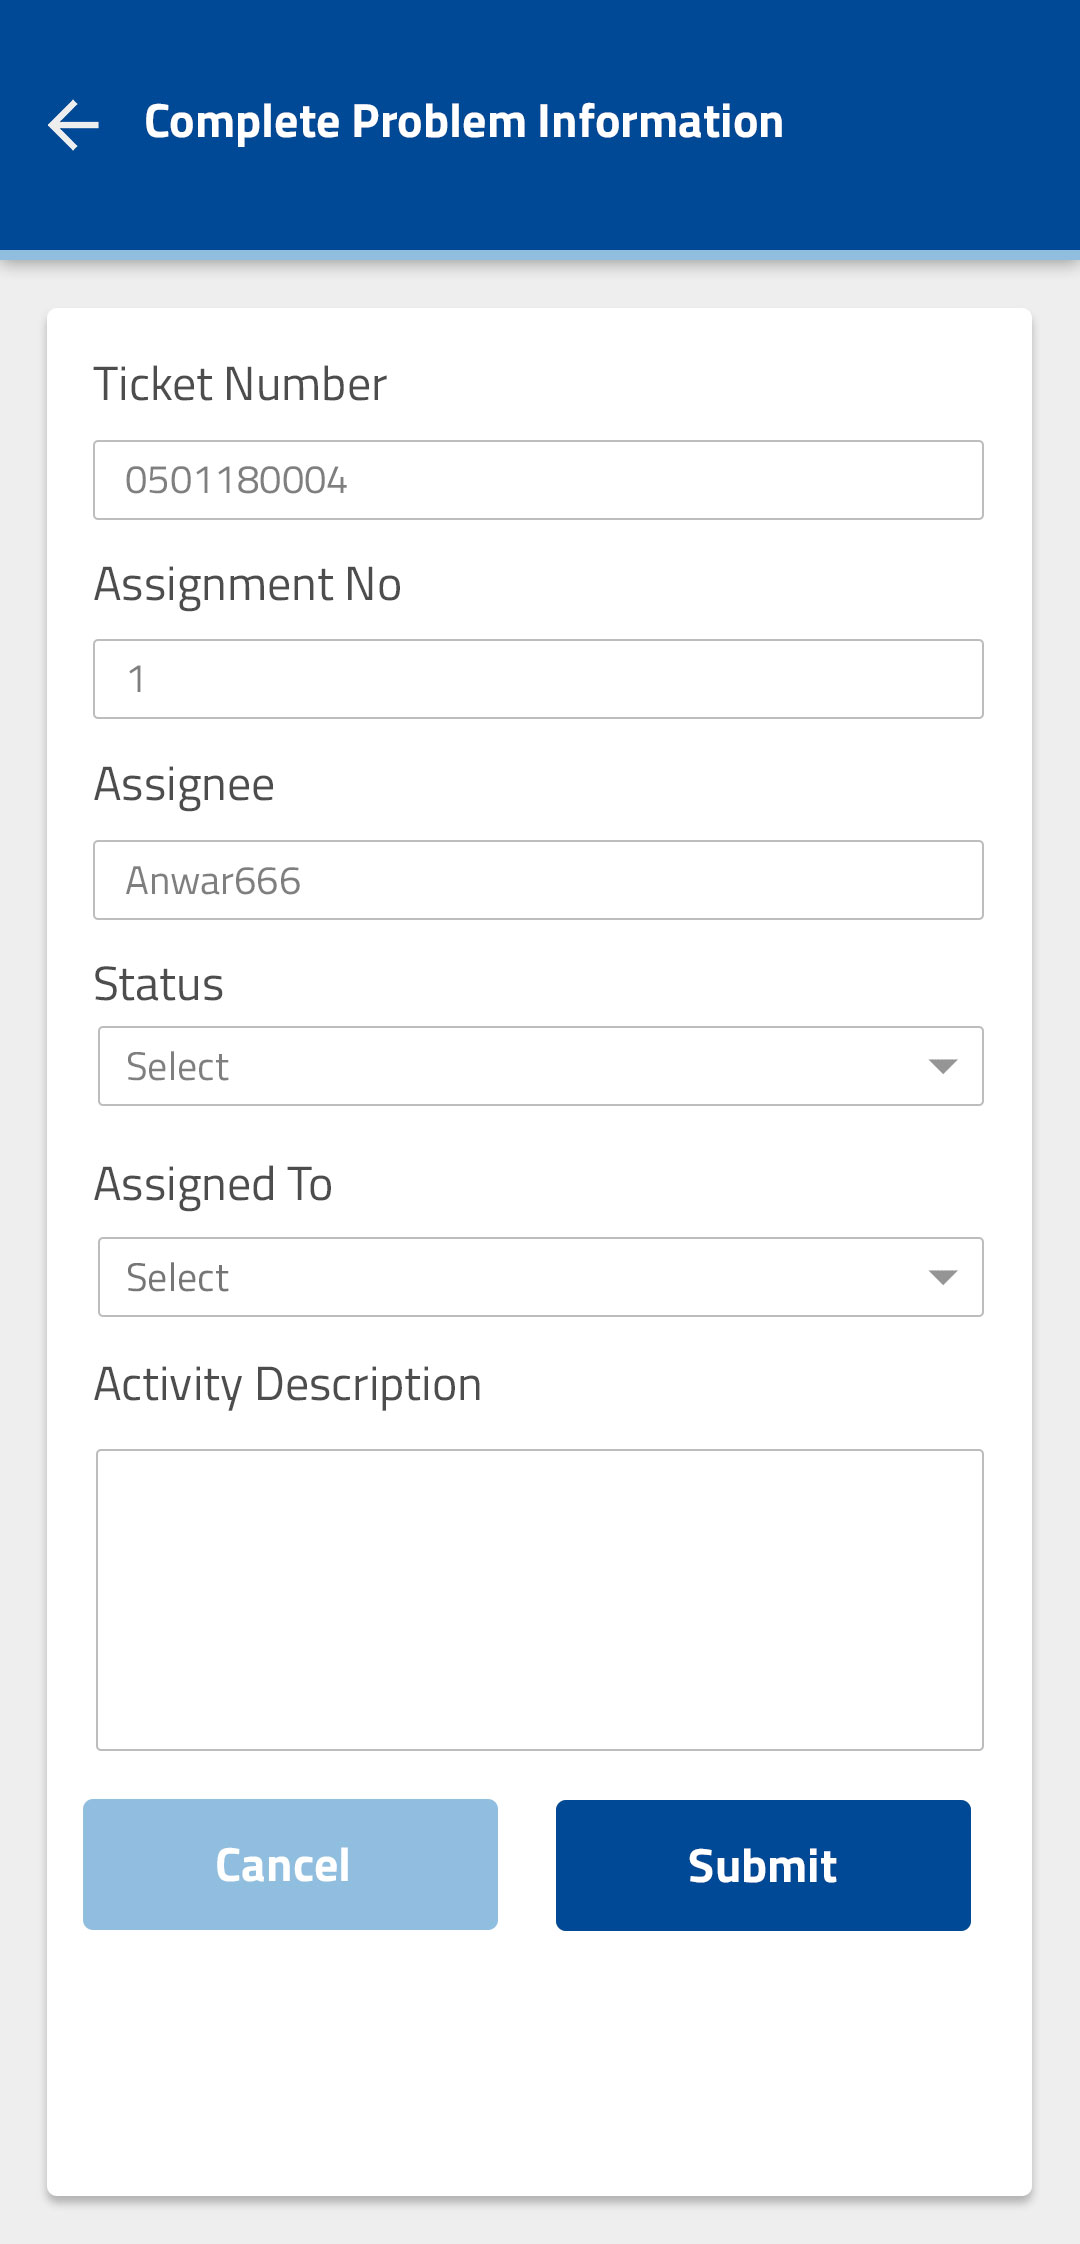 Complete Problem Information
Ticket Number
0501180004
Assignment No
1
Assignee
Anwar666
Status
Select
Assigned To
Select
Activity Description
Cancel
Submit